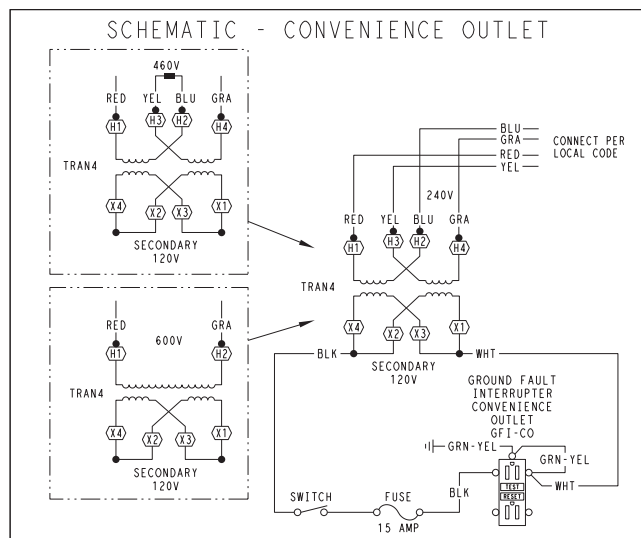 SCHEMATIC - CONVENIENCE OUTLET
460V
RED YEL BLU GRA
H1 H3 H2 H4
TRAN4
X4 X2 X3 X1
SECONDARY
120V
600V
RED GRA
H1 H2
TRAN4
X4 X2 X3 X1
SECONDARY
120V
BLU
GRA
RED
YEL
CONNECT PER
LOCAL CODE
240V
RED YEL BLU GRA
H1 H3 H2 H4
TRAN4
X4 X2 X3 X1
BLK
WHT
SECONDARY
120V
GROUND FAULT
INTERRUPTER
CONVENIENCE
OUTLET
GFI-CO
GRN-YEL
GRN-YEL
WHT
BLK
TEST
RESET
SWITCH
FUSE
15 AMP